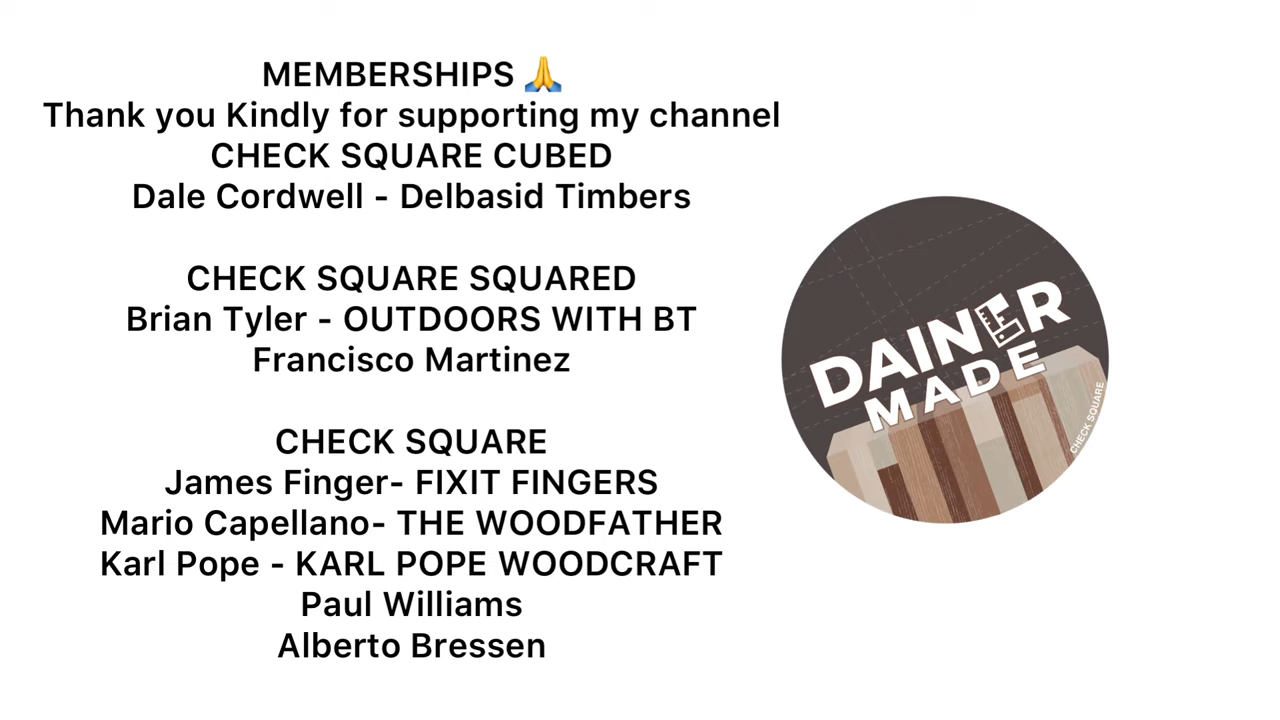 MEMBERSHIPS 🙏
Thank you Kindly for supporting my channel
CHECK SQUARE CUBED
Dale Cordwell - Delbasid Timbers
CHECK SQUARE SQUARED
Brian Tyler - OUTDOORS WITH BT
Francisco Martinez
CHECK SQUARE
James Finger- FIXIT FINGERS
Mario Capellano- THE WOODFATHER
Karl Pope - KARL POPE WOODCRAFT
Paul Williams
Alberto Bressen
DAINER
MADE
CHECK SQUARE